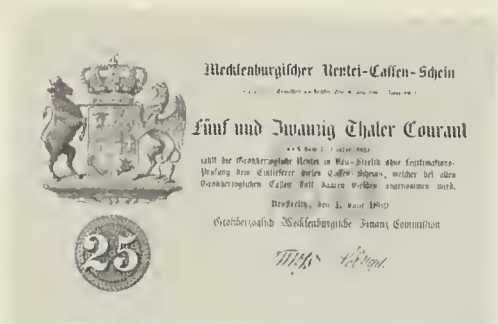 Mecklenburgischer Rentei-Cassen-Schein
Fünf und Zwanzig Thaler Courant
zahlt die Grossherzogliche Rentei in Neu-Strelitz ohne Legitimations-
Prüfung dem Einlieferer dieses Cassen-Scheins, welcher bei allen
Grossherzoglichen Cassen statt baaren Geldes angenommen wird.
Neustrelitz, den 1.
Grossherzoglich Mecklenburgische Finanz Commission
25